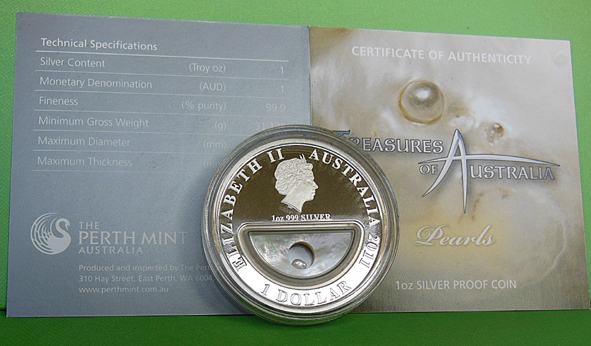 Technical Specifications
Silver Content (Troy oz) 1
Monetary Denomination (AUD) 1
Fineness (% purity) 99.9
Minimum Gross Weight (g)
Maximum Diameter (mm)
Maximum Thickness
THE
PERTH MINT
AUSTRALIA
Produced and inspected by The Perth
310 Hay Street, East Perth, WA 6004
www.perthmint.com.au
ELIZABETH II AUSTRALIA 2011
1oz 999 SILVER
1 DOLLAR
CERTIFICATE OF AUTHENTICITY
TREASURES
OF AUSTRALIA
Pearls
1OZ SILVER PROOF COIN